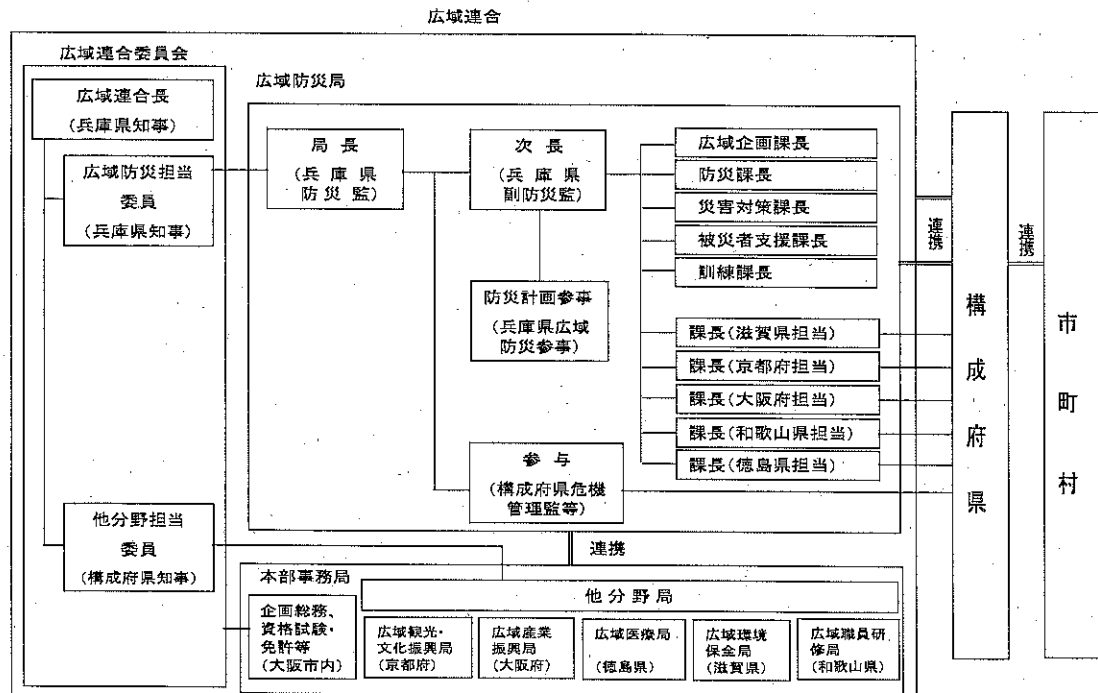 広域連合
広域連合委員会
広域連合長
(兵庫県知事)
広域防災担当
委員
(兵庫県知事)
他分野担当
委員
(構成府県知事)
広域防災局
局長
(兵庫県
防災監)
次長
(兵庫県
副防災監)
防災計画参事
(兵庫県広域
防災参事)
参与
(構成府県危機
管理監等)
広域企画課長
防災課長
災害対策課長
被災者支援課長
訓練課長
課長(滋賀県担当)
課長(京都府担当)
課長(大阪府担当)
課長(和歌山県担当)
課長(徳島県担当)
連携
構成府県
連携
市町村
連携
本部事務局
企画総務、
資格試験・
免許等
(大阪市内)
他分野局
広域観光・
文化振興局
(京都府)
広域産業
振興局
(大阪府)
広域医療局
(徳島県)
広域環境
保全局
(滋賀県)
広域職員研
修局
(和歌山県)